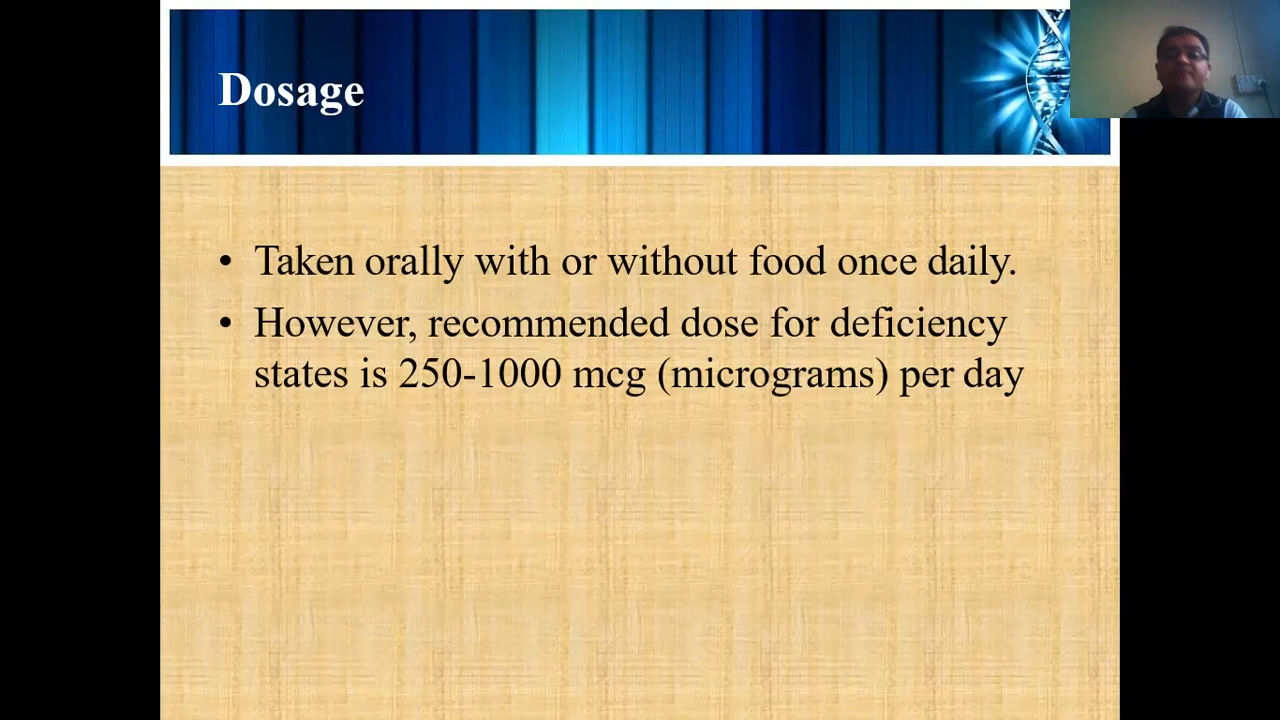 Dosage
• Taken orally with or without food once daily.
• However, recommended dose for deficiency
states is 250-1000 mcg (micrograms) per day